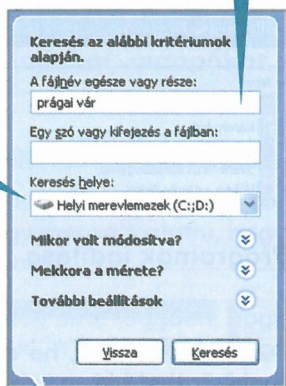 Keresés az alábbi kritériumok
alapján.
A fájlnév egésze vagy része:
prágai vár
Egy szó vagy kifejezés a fájlban:
Keresés helye:
Helyi merevlemezek (C:;D:)
Mikor volt módosítva?
Mekkora a mérete?
További beállítások
Vissza
Keresés